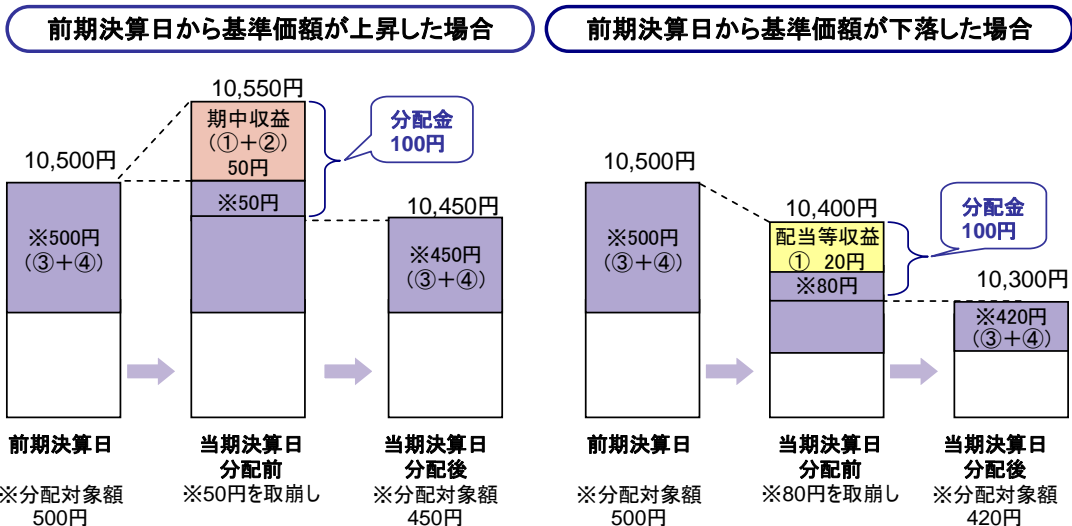 前期決算日から基準価額が上昇した場合
10,550円
期中収益
(①+②)
50円
分配金
100円
10,500円
※50円
10,450円
※500円
(③+④)
※450円
(③+④)
前期決算日
当期決算日
分配前
当期決算日
分配後
※分配対象額
500円
※50円を取崩し
※分配対象額
450円
前期決算日から基準価額が下落した場合
10,500円
10,400円
分配金
100円
配当等収益
① 20円
※500円
(③+④)
※80円
10,300円
※420円
(③+④)
前期決算日
当期決算日
分配前
当期決算日
分配後
※分配対象額
500円
※80円を取崩し
※分配対象額
420円